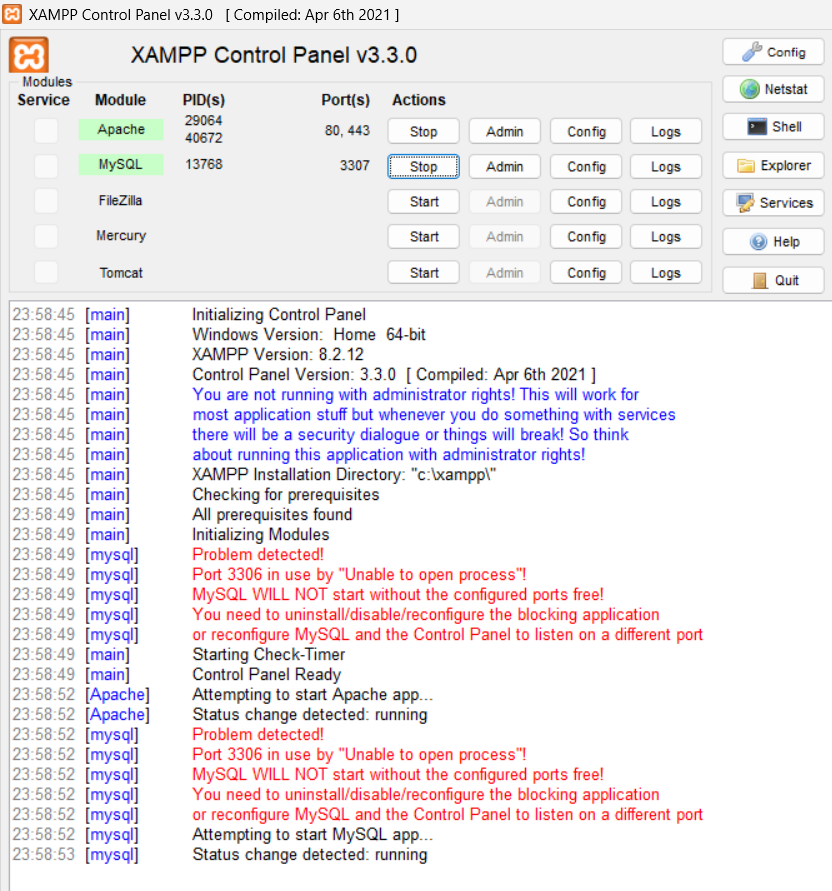 XAMPP Control Panel v3.3.0 [ Compiled: Apr 6th 2021 ]
XAMPP Control Panel v3.3.0
Config
Netstat
Shell
Explorer
Services
Help
Quit
Modules
Service Module PID(s) Port(s) Actions
Apache 29064 40672 80, 443 Stop Admin Config Logs
MySQL 13768 3307 Stop Admin Config Logs
FileZilla Start Admin Config Logs
Mercury Start Admin Config Logs
Tomcat Start Admin Config Logs
23:58:45 [main] Initializing Control Panel
23:58:45 [main] Windows Version: Home 64-bit
23:58:45 [main] XAMPP Version: 8.2.12
23:58:45 [main] Control Panel Version: 3.3.0 [ Compiled: Apr 6th 2021 ]
23:58:45 [main] You are not running with administrator rights! This will work for
23:58:45 [main] most application stuff but whenever you do something with services
23:58:45 [main] there will be a security dialogue or things will break! So think
23:58:45 [main] about running this application with administrator rights!
23:58:45 [main] XAMPP Installation Directory: "c:\xampp\"
23:58:45 [main] Checking for prerequisites
23:58:49 [main] All prerequisites found
23:58:49 [main] Initializing Modules
23:58:49 [mysql] Problem detected!
23:58:49 [mysql] Port 3306 in use by "Unable to open process"!
23:58:49 [mysql] MySQL WILL NOT start without the configured ports free!
23:58:49 [mysql] You need to uninstall/disable/reconfigure the blocking application
23:58:49 [mysql] or reconfigure MySQL and the Control Panel to listen on a different port
23:58:49 [main] Starting Check-Timer
23:58:49 [main] Control Panel Ready
23:58:52 [Apache] Attempting to start Apache app...
23:58:52 [Apache] Status change detected: running
23:58:52 [mysql] Problem detected!
23:58:52 [mysql] Port 3306 in use by "Unable to open process"!
23:58:52 [mysql] MySQL WILL NOT start without the configured ports free!
23:58:52 [mysql] You need to uninstall/disable/reconfigure the blocking application
23:58:52 [mysql] or reconfigure MySQL and the Control Panel to listen on a different port
23:58:52 [mysql] Attempting to start MySQL app...
23:58:53 [mysql] Status change detected: running